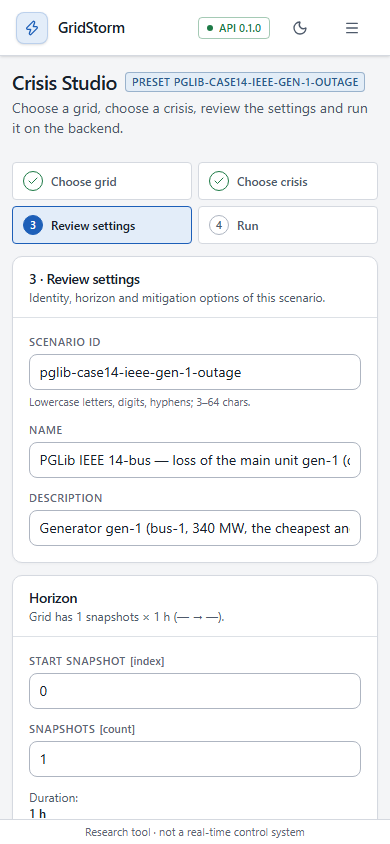 GridStorm
API 0.1.0
Crisis Studio
PRESET PGLIB-CASE14-IEEE-GEN-1-OUTAGE
Choose a grid, choose a crisis, review the settings and run
it on the backend.
Choose grid
Choose crisis
3 Review settings
4 Run
3 · Review settings
Identity, horizon and mitigation options of this scenario.
SCENARIO ID
pglib-case14-ieee-gen-1-outage
Lowercase letters, digits, hyphens; 3–64 chars.
NAME
PGLib IEEE 14-bus — loss of the main unit gen-1 (
DESCRIPTION
Generator gen-1 (bus-1, 340 MW, the cheapest an
Horizon
Grid has 1 snapshots × 1 h (— → —).
START SNAPSHOT [index]
0
SNAPSHOTS [count]
1
Duration:
1 h
Research tool · not a real-time control system